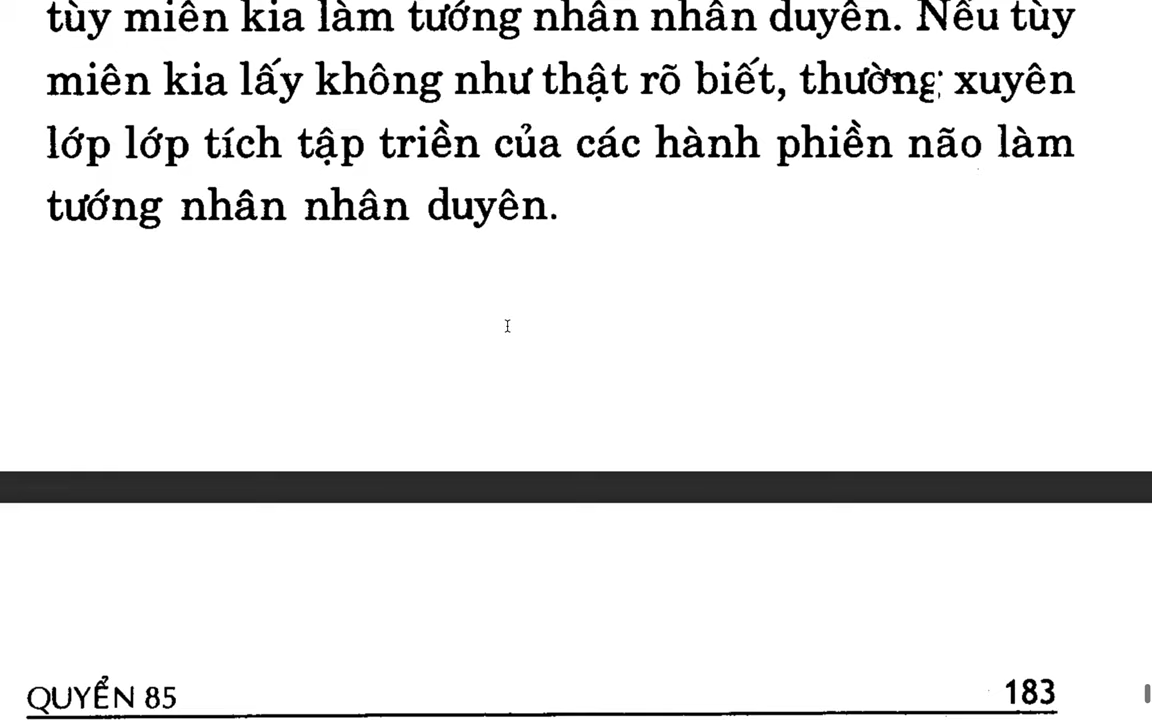 tùy miên kia làm tướng nhân nhân duyên. Nếu tùy
miên kia lấy không như thật rõ biết, thường xuyên
lớp lớp tích tập triền của các hành phiền não làm
tướng nhân nhân duyên.
QUYỂN 85
183